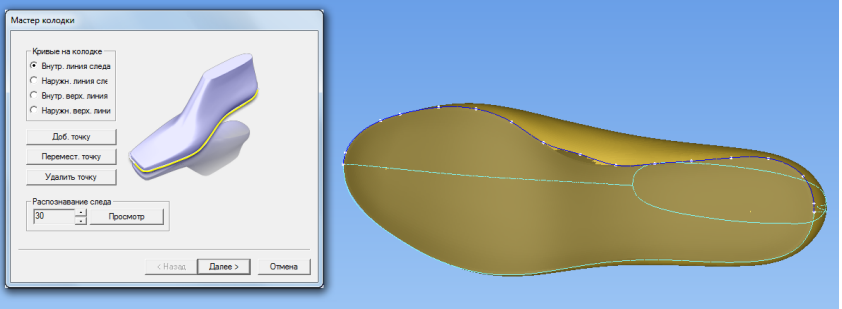 Мастер колодки
Кривые на колодке
Внутр. линия следа
Наружн. линия сле
Внутр. верх. линия
Наружн. верх. лини
Доб. точку
Перемест. точку
Удалить точку
Распознавание следа
30
Просмотр
< Назад
Далее >
Отмена